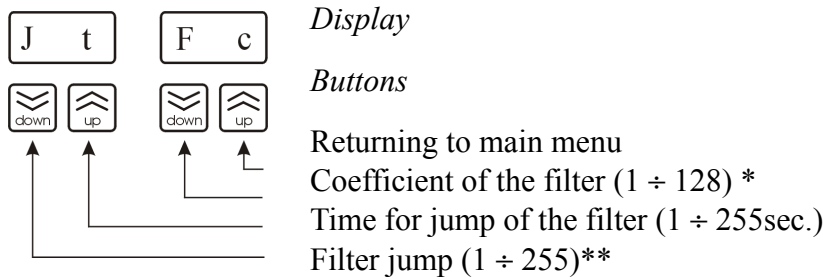 J t F c Display
Buttons
down up down up
Returning to main menu
Coefficient of the filter (1 ÷ 128) *
Time for jump of the filter (1 ÷ 255sec.)
Filter jump (1 ÷ 255)**